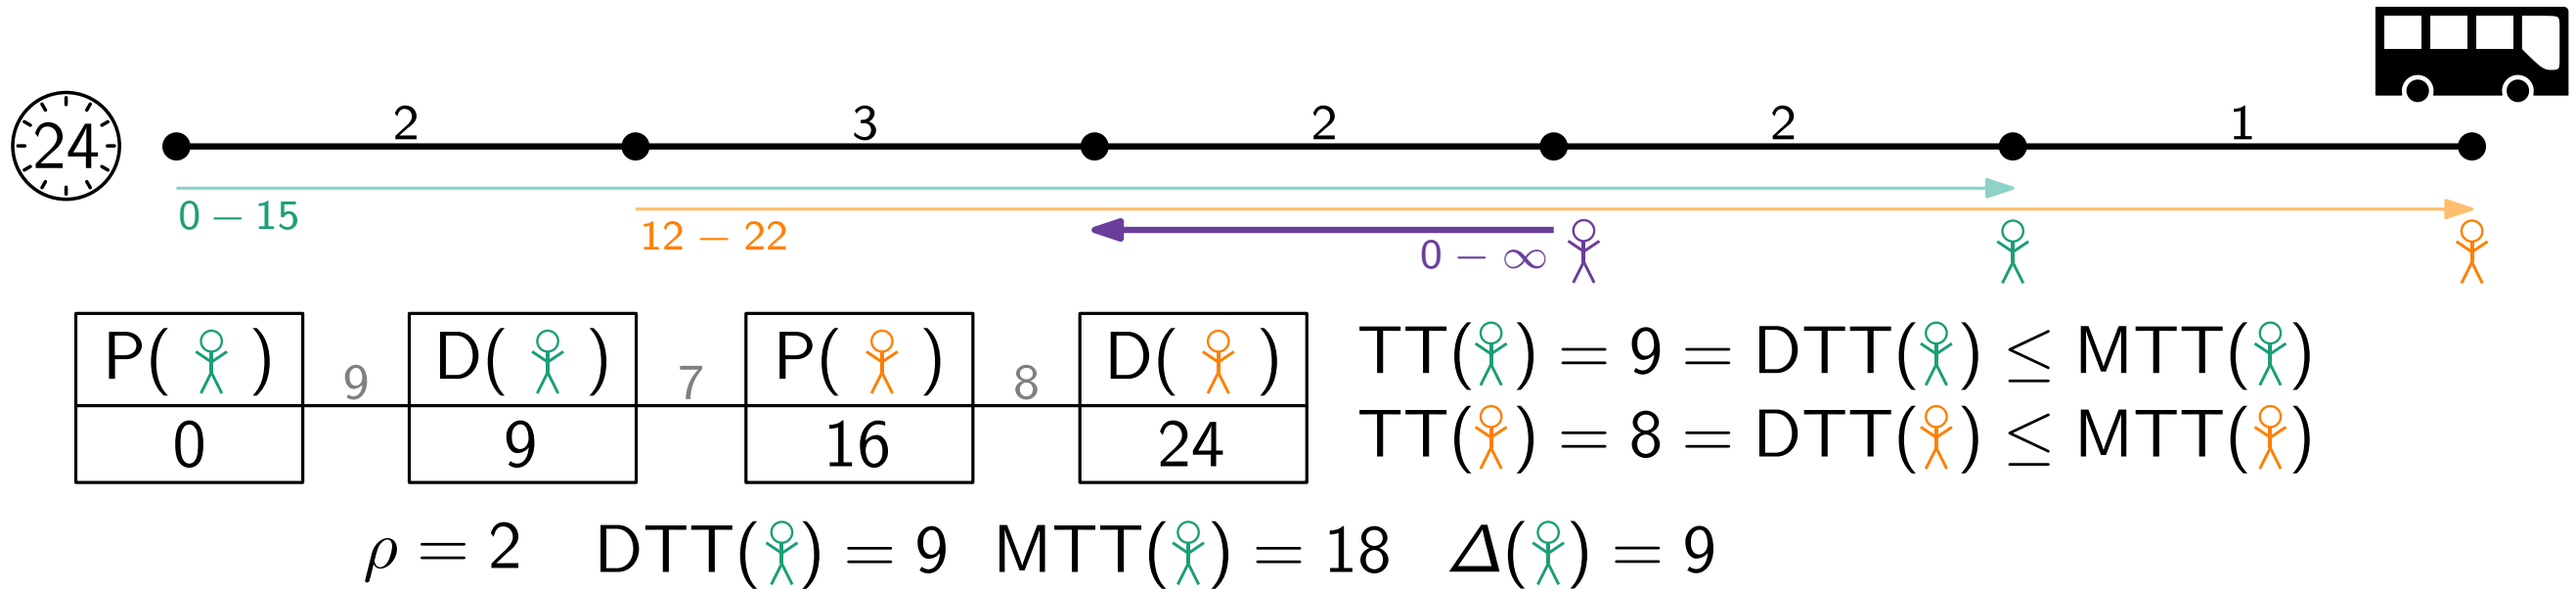 24 2 3 2 2 1
0 – 15
12 – 22
0 – ∞
P( ) 9 D( ) 7 P( ) 8 D( )
0 9 16 24
TT( ) = 9 = DTT( ) ≤ MTT( )
TT( ) = 8 = DTT( ) ≤ MTT( )
ρ = 2 DTT( ) = 9 MTT( ) = 18 Δ( ) = 9